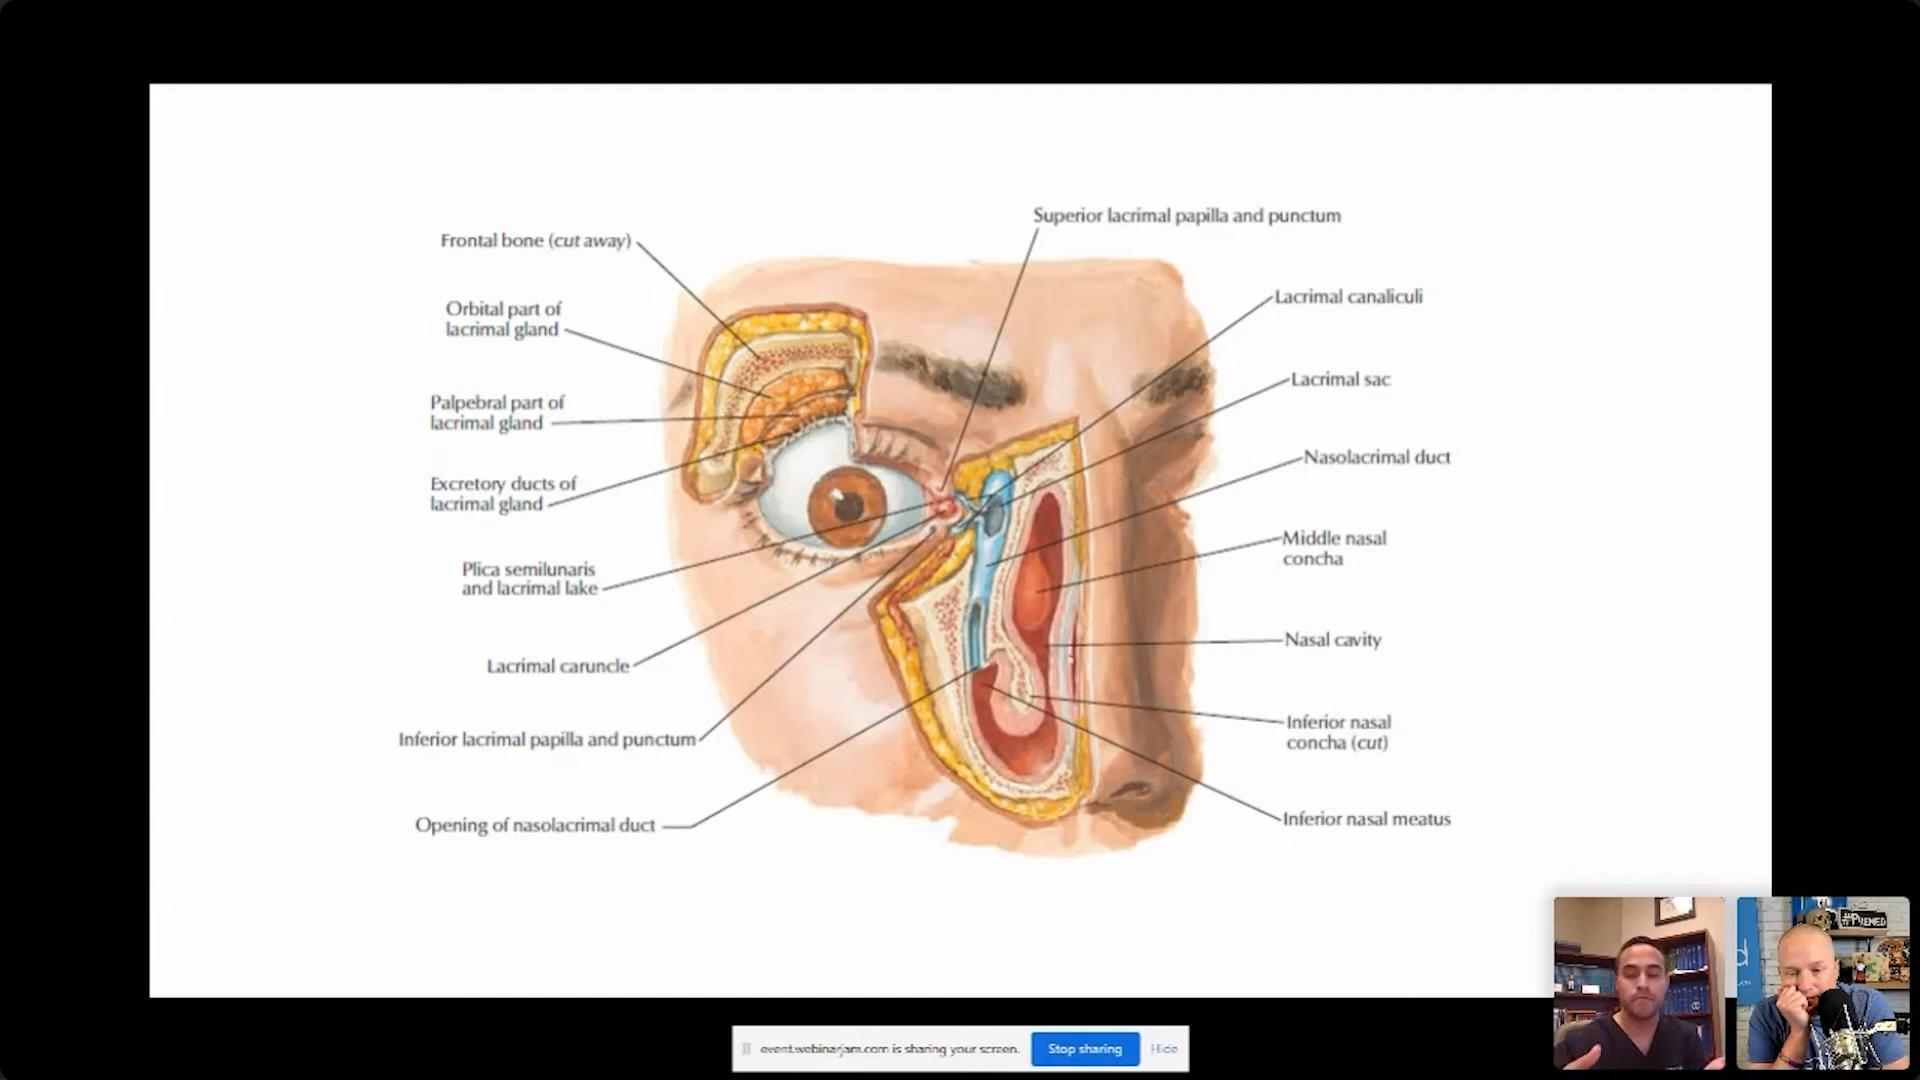 Superior lacrimal papilla and punctum
Frontal bone (cut away)
Lacrimal canaliculi
Orbital part of
lacrimal gland
Lacrimal sac
Palpebral part of
lacrimal gland
Nasolacrimal duct
Excretory ducts of
lacrimal gland
Middle nasal
concha
Plica semilunaris
and lacrimal lake
Nasal cavity
Lacrimal caruncle
Inferior nasal
concha (cut)
Inferior lacrimal papilla and punctum
Inferior nasal meatus
Opening of nasolacrimal duct
#PREMED
d
event.webinarjam.com is sharing your screen.
Stop sharing
Hide